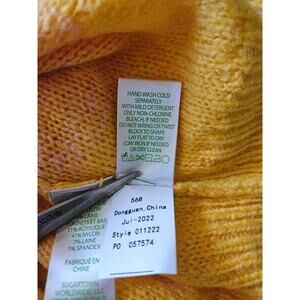 HAND WASH COLD
SEPARATELY
WITH MILD DETERGENT
ONLY NON-CHLORINE
BLEACH, IF NEEDED
DO NOT WRING OR TWIST
BLOCK TO SHAPE
LAY FLAT TO DRY
LOW IRON IF NEEDED
OR DRY CLEAN
568
Dongguan, China
Jul-2022
Style 011222
PO 057574
LAINE
51% ACRYLIQUE
41% NYLON
7% LAINE
1% SPANDEX
FABRIQUÉ EN
CHINE
SUGARTOWN
WORLDWIDE, LLC